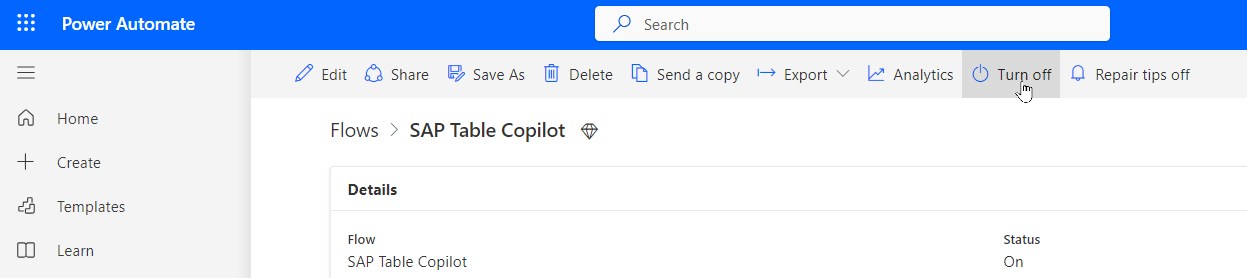 Power Automate
Search
Edit Share Save As Delete Send a copy Export Analytics Turn off Repair tips off
Home
Create
Templates
Learn
Flows > SAP Table Copilot
Details
Flow Status
SAP Table Copilot On